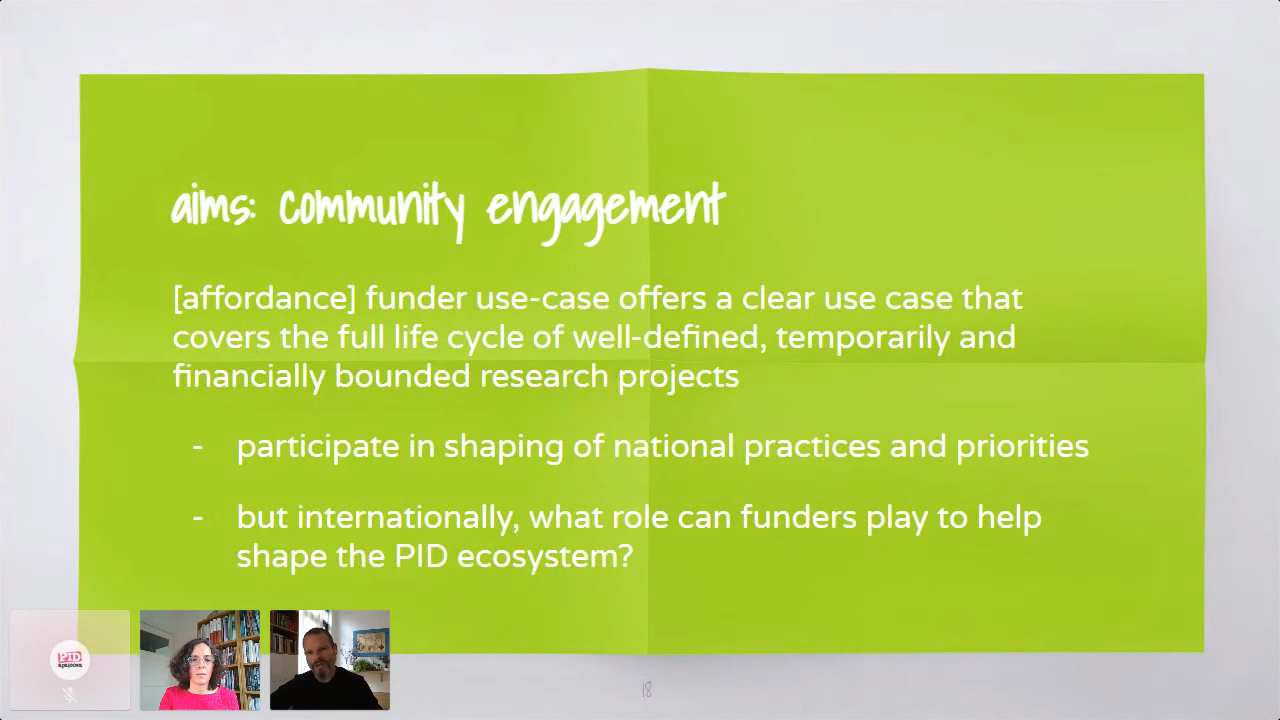 aims: community engagement
[affordance] funder use-case offers a clear use case that
covers the full life cycle of well-defined, temporarily and
financially bounded research projects
- participate in shaping of national practices and priorities
- but internationally, what role can funders play to help
shape the PID ecosystem?
PID
apalooza
18